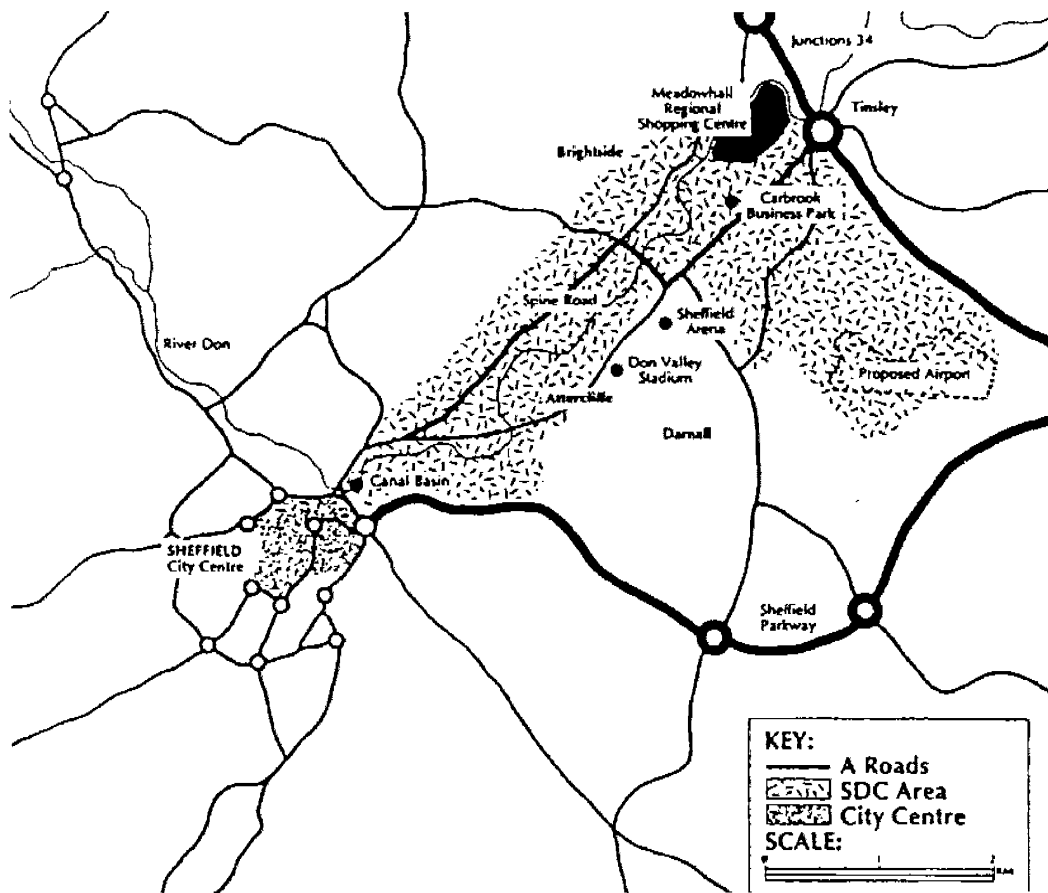 Junctions 34
Meadowhall
Regional
Shopping Centre
Tinsley
Brightside
Carbrook
Business Park
Spine Road
Sheffield
Arena
River Don
Don Valley
Stadium
Proposed Airport
Attercliffe
Darnall
Canal Basin
SHEFFIELD
City Centre
Sheffield
Parkway
KEY:
A Roads
SDC Area
City Centre
SCALE:
0 1 2